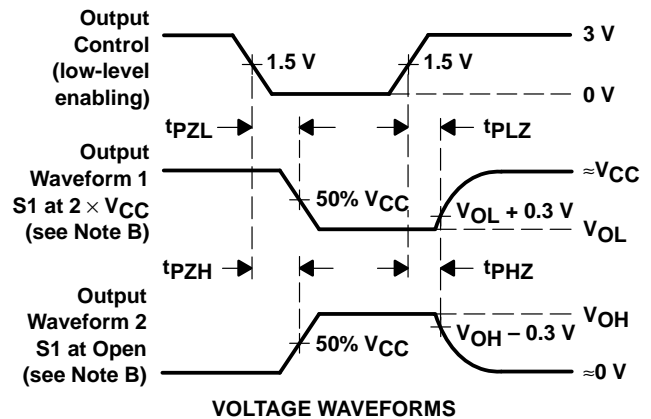 Output
Control
(low-level
enabling)
1.5 V
1.5 V
3 V
0 V
tPZL
tPLZ
Output
Waveform 1
S1 at 2 × VCC
(see Note B)
50% VCC
VOL + 0.3 V
≈VCC
VOL
tPZH
tPHZ
Output
Waveform 2
S1 at Open
(see Note B)
50% VCC
VOH – 0.3 V
VOH
≈0 V
VOLTAGE WAVEFORMS